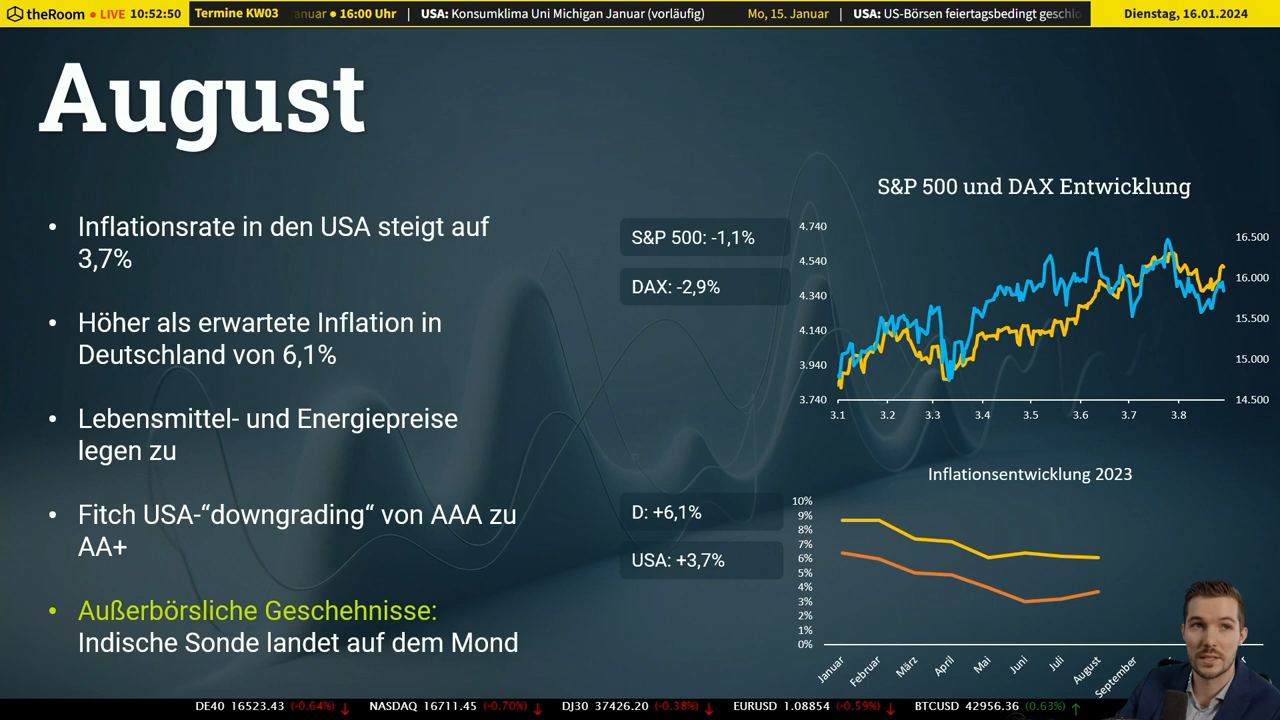 theRoom • LIVE 10:52:50
Termine KW03
anuar • 16:00 Uhr | USA: Konsumklima Uni Michigan Januar (vorläufig)
Mo, 15. Januar | USA: US-Börsen feiertagsbedingt geschlo
Dienstag, 16.01.2024
August
• Inflationsrate in den USA steigt auf
3,7%
• Höher als erwartete Inflation in
Deutschland von 6,1%
• Lebensmittel- und Energiepreise
legen zu
• Fitch USA-“downgrading“ von AAA zu
AA+
• Außerbörsliche Geschehnisse:
Indische Sonde landet auf dem Mond
S&P 500: -1,1%
DAX: -2,9%
S&P 500 und DAX Entwicklung
4.740
4.540
4.340
4.140
3.940
3.740
16.500
16.000
15.500
15.000
14.500
3.1 3.2 3.3 3.4 3.5 3.6 3.7 3.8
D: +6,1%
USA: +3,7%
Inflationsentwicklung 2023
10%
9%
8%
7%
6%
5%
4%
3%
2%
1%
0%
Januar Februar März April Mai Juni Juli August September
DE40 16523.43 (-0.64%) ↓ NASDAQ 16711.45 (-0.70%) ↓ DJ30 37426.20 (-0.38%) ↓ EURUSD 1.08854 (-0.59%) ↓ BTCUSD 42956.36 (0.63%) ↑